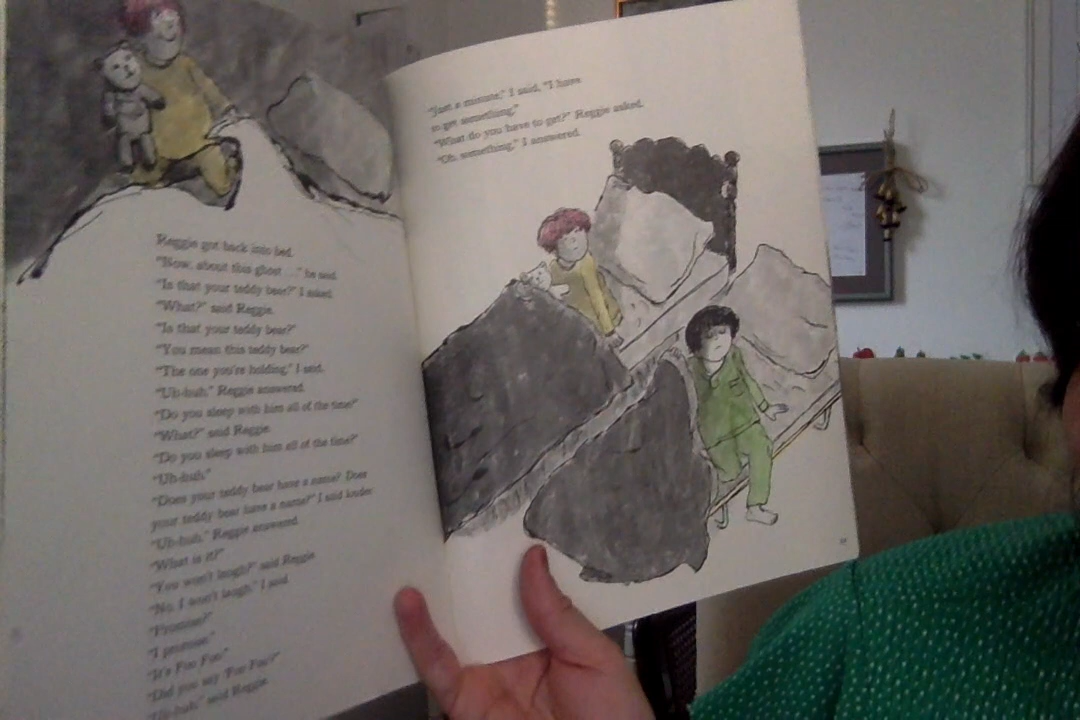 Reggie got back into bed.
"Now, about this ghost . . ." he said.
"Is that your teddy bear?" I asked.
"What?" said Reggie.
"Is that your teddy bear?"
"You mean this teddy bear?"
"The one you're holding," I said.
"Uh-huh," Reggie answered.
"Do you sleep with him all of the time?"
"What?" said Reggie.
"Do you sleep with him all of the time?"
"Uh-huh."
"Does your teddy bear have a name? Does
your teddy bear have a name?" I said louder.
"Uh-huh," Reggie answered.
"What is it?"
"You won't laugh?" said Reggie.
"No, I won't laugh," I said.
"Promise?"
"I promise."
"It's Foo Foo."
"Did you say 'Foo Foo'?"
"Uh-huh," said Reggie.
"Just a minute," I said, "I have
to get something."
"What do you have to get?" Reggie asked.
"Oh, something," I answered.